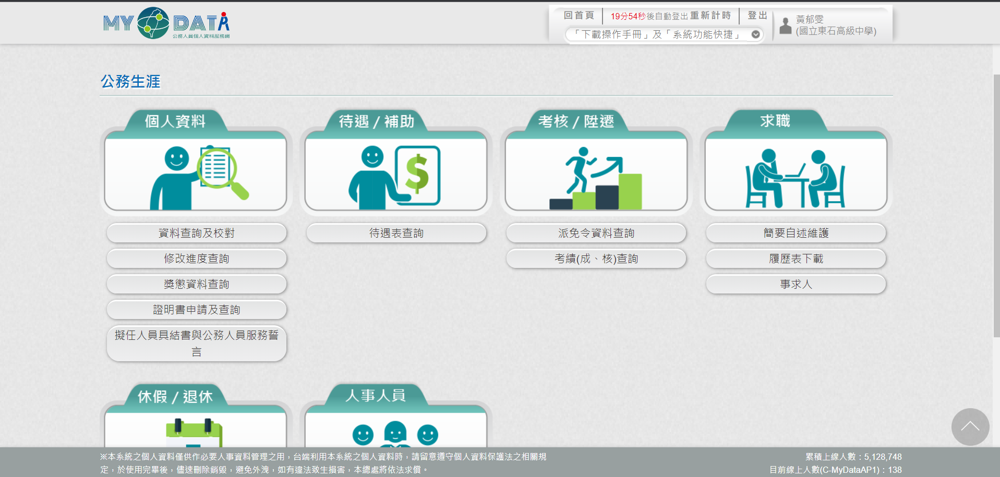 MY DATA
公務人員個人資料服務網
回首頁
19分54秒後自動登出 重新計時
登出
「下載操作手冊」及「系統功能快捷」
黃郁雯
(國立東石高級中學)
公務生涯
個人資料
資料查詢及校對
修改進度查詢
獎懲資料查詢
證明書申請及查詢
擬任人員具結書與公務人員服務誓
言
待遇 / 補助
待遇表查詢
考核 / 陞遷
派免令資料查詢
考績(成、核)查詢
求職
簡要自述維護
履歷表下載
事求人
休假 / 退休
人事人員
※本系統之個人資料僅供作必要人事資料管理之用，台端利用本系統之個人資料時，請留意遵守個人資料保護法之相關規
定，於使用完畢後，儘速刪除銷毀，避免外洩，如有違法致生損害，本總處將依法求償。
累積上線人數：5,128,748
目前線上人數(C-MyDataAP1)：138